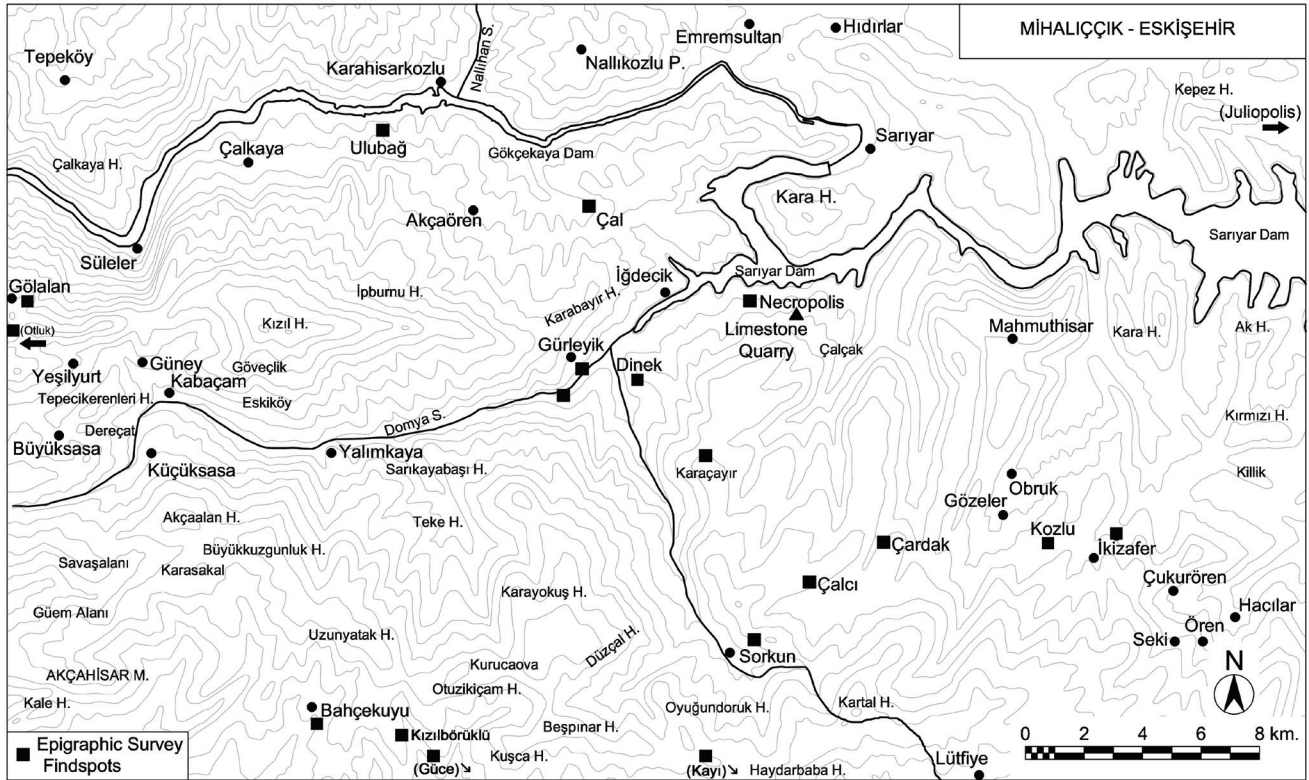 MİHALIÇÇIK - ESKİŞEHİR
Emremsultan
Hıdırlar
Tepeköy
Nallıhan S.
Nallıkozlu P.
Karahisarkozlu
Kepez H.
(Juliopolis)
Ulubağ
Sarıyar
Çalkaya
Gökçekaya Dam
Çalkaya H.
Kara H.
Akçaören
Çal
Sarıyar Dam
Süleler
Sarıyar Dam
İğdecik
Gölalan
İpburnu H.
Karabayır H.
Necropolis
Kızıl H.
Limestone
Quarry
Mahmuthisar
Kara H.
Ak H.
(Otluk)
Çalçak
Gürleyik
Güney
Göveçlik
Dinek
Yeşilyurt
Kabaçam
Tepecikerenleri H.
Eskiköy
Domya S.
Kırmızı H.
Dereçat
Büyüksasa
Küçüksasa
Yalımkaya
Sarıkayabaşı H.
Karaçayır
Killik
Obruk
Gözeler
Akçaalan H.
Teke H.
Kozlu
Çardak
İkizafer
Büyükkuzgunluk H.
Savaşalanı
Karasakal
Çalcı
Çukurören
Karayokuş H.
Güem Alanı
Hacılar
Ören
Seki
Uzunyatak H.
Düzçal H.
Sorkun
N
Kurucaova
AKÇAHİSAR M.
Otuzikiçam H.
Kale H.
Kartal H.
Oyuğundoruk H.
Bahçekuyu
Beşpınar H.
Kızılbörüklü
0 2 4 6 8 km.
Epigraphic Survey
Findspots
Kuşca H.
Lütfiye
(Güce)
(Kayı)
Haydarbaba H.